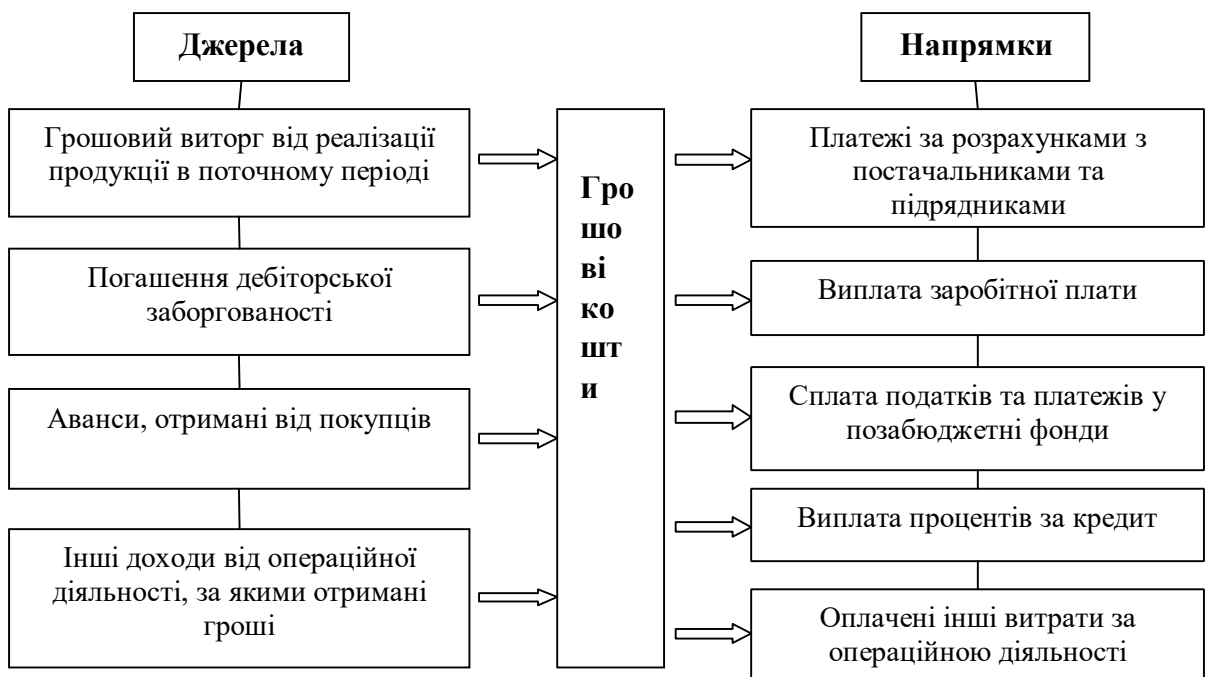 Джерела
Грошовий виторг від реалізації
продукції в поточному періоді
Погашення дебіторської
заборгованості
Аванси, отримані від покупців
Інші доходи від операційної
діяльності, за якими отримані
гроші
Гро
шо
ві
ко
шт
и
Напрямки
Платежі за розрахунками з
постачальниками та
підрядниками
Виплата заробітної плати
Сплата податків та платежів у
позабюджетні фонди
Виплата процентів за кредит
Оплачені інші витрати за
операційною діяльності